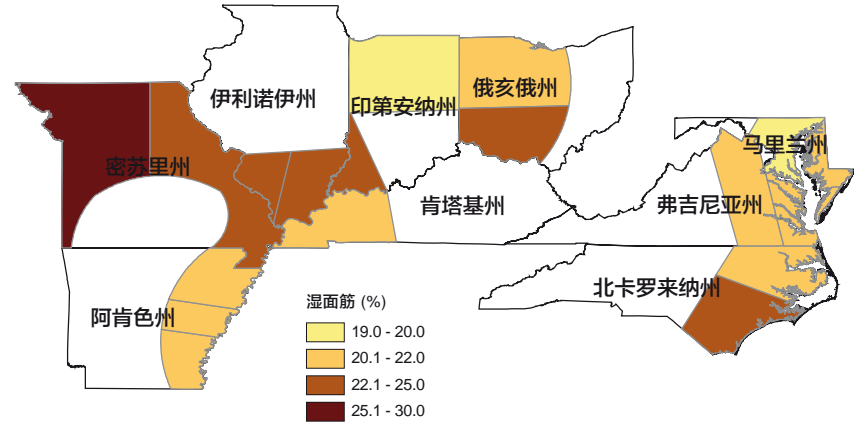 伊利诺伊州
印第安纳州
俄亥俄州
密苏里州
马里兰州
肯塔基州
弗吉尼亚州
阿肯色州
北卡罗来纳州
湿面筋 (%)
19.0 - 20.0
20.1 - 22.0
22.1 - 25.0
25.1 - 30.0